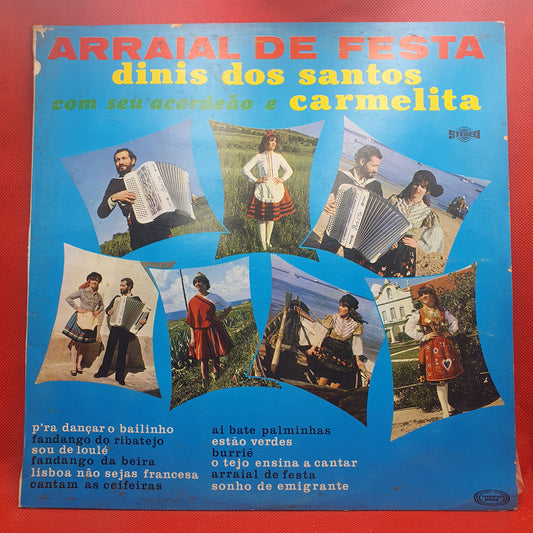 ARRAIAL DE FESTA
dinis dos santos
com seu acordeão e carmelita
STEREO
p'ra dançar o bailinho
fandango do ribatejo
sou de loulé
fandango da beira
lisboa não sejas francesa
cantam as ceifeiras
ai bate palminhas
estão verdes
burrié
o tejo ensina a cantar
arraial de festa
sonho de emigrante